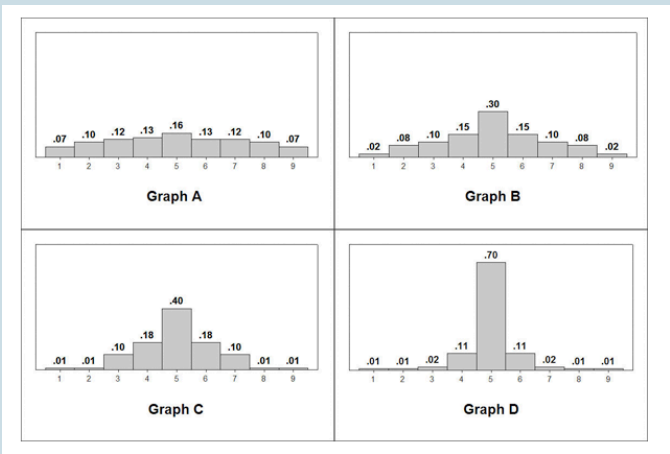 .07 .10 .12 .13 .16 .13 .12 .10 .07
1 2 3 4 5 6 7 8 9
Graph A
.02 .08 .10 .15 .30 .15 .10 .08 .02
1 2 3 4 5 6 7 8 9
Graph B
.01 .01 .10 .18 .40 .18 .10 .01 .01
1 2 3 4 5 6 7 8 9
Graph C
.01 .01 .02 .11 .70 .11 .02 .01 .01
1 2 3 4 5 6 7 8 9
Graph D